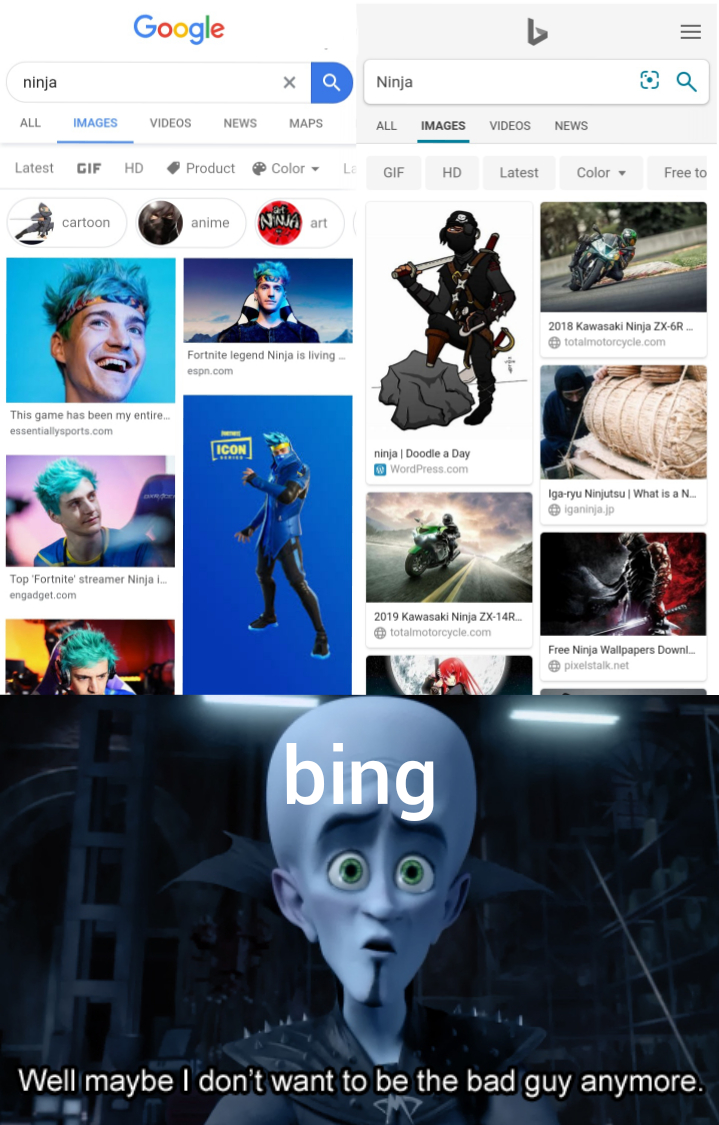 Google
ninja
ALL IMAGES VIDEOS NEWS MAPS
Latest GIF HD Product Color La
cartoon anime art
This game has been my entire...
essentiallysports.com
Top 'Fortnite' streamer Ninja i...
engadget.com
Fortnite legend Ninja is living ...
espn.com
FORTNITE
ICON
SERIES
Ninja
ALL IMAGES VIDEOS NEWS
GIF HD Latest Color Free to
ninja | Doodle a Day
WordPress.com
2019 Kawasaki Ninja ZX-14R...
totalmotorcycle.com
2018 Kawasaki Ninja ZX-6R ...
totalmotorcycle.com
Iga-ryu Ninjutsu | What is a N...
iganinja.jp
Free Ninja Wallpapers Downl...
pixelstalk.net
bing
Well maybe I don't want to be the bad guy anymore.